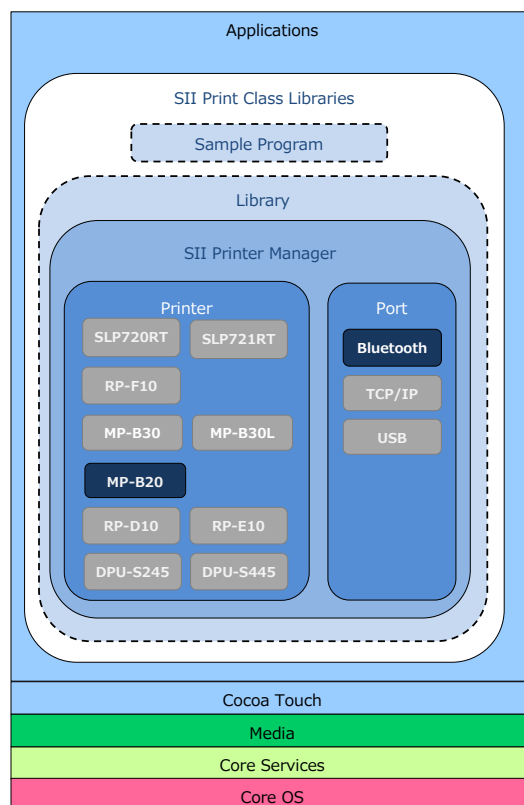 Applications
SII Print Class Libraries
Sample Program
Library
SII Printer Manager
Printer
SLP720RT
SLP721RT
RP-F10
MP-B30
MP-B30L
MP-B20
RP-D10
RP-E10
DPU-S245
DPU-S445
Port
Bluetooth
TCP/IP
USB
Cocoa Touch
Media
Core Services
Core OS